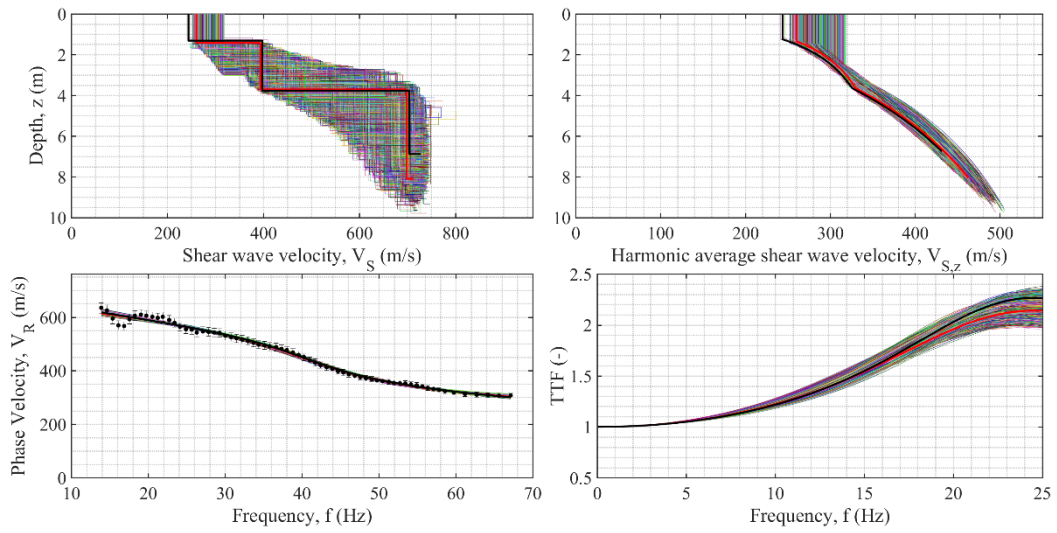 0
2
4
6
8
10
Depth, z (m)
0 200 400 600 800
Shear wave velocity, V_S (m/s)
0
2
4
6
8
10
0 100 200 300 400 500
Harmonic average shear wave velocity, V_S,z (m/s)
600
400
200
0
Phase Velocity, V_R (m/s)
10 20 30 40 50 60 70
Frequency, f (Hz)
2.5
2
1.5
1
0.5
TTF (-)
0 5 10 15 20 25
Frequency, f (Hz)